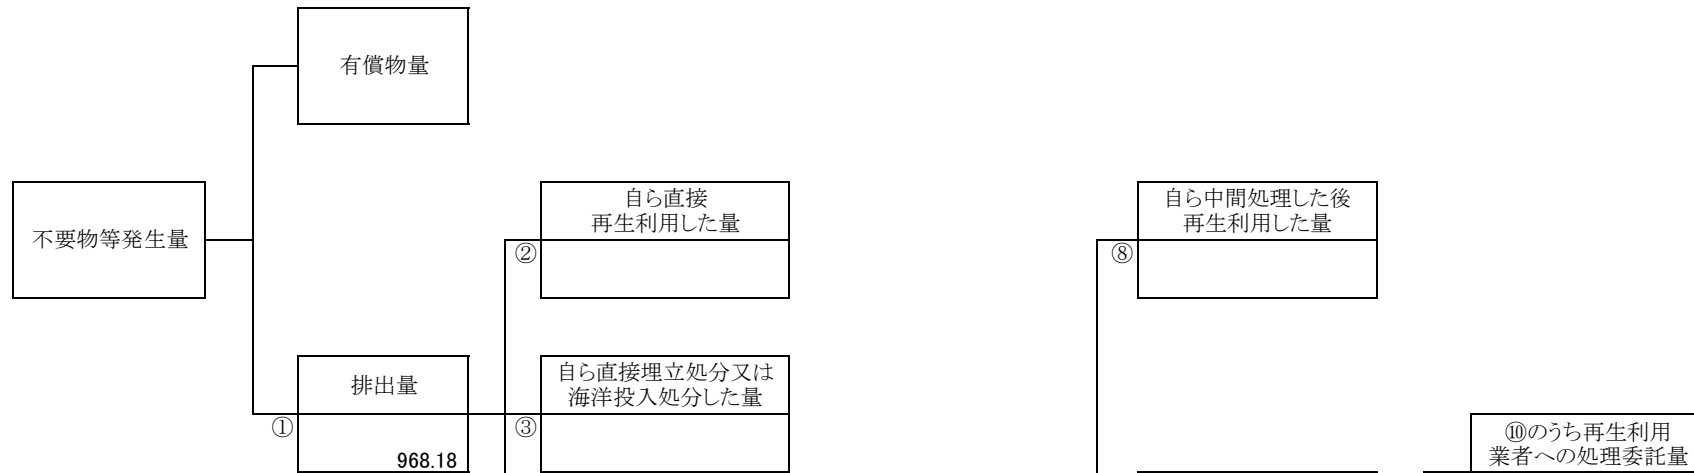 有償物量
不要物等発生量
自ら直接
再生利用した量
②
自ら中間処理した後
再生利用した量
⑧
排出量
①
968.18
自ら直接埋立処分又は
海洋投入処分した量
③
⑩のうち再生利用
業者への処理委託量